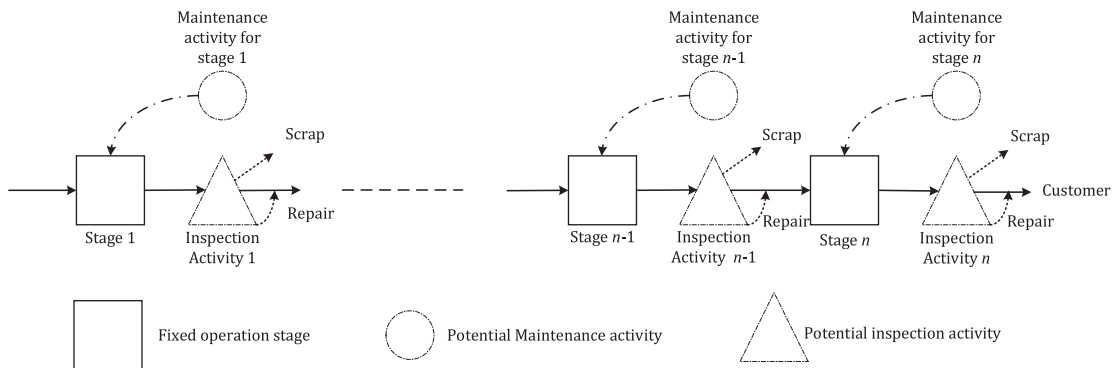 Maintenance
activity for
stage 1
Maintenance
activity for
stage n-1
Maintenance
activity for
stage n
Scrap
Scrap
Scrap
Customer
Repair
Repair
Repair
Stage 1
Inspection
Activity 1
Stage n-1
Inspection
Activity n-1
Stage n
Inspection
Activity n
Fixed operation stage
Potential Maintenance activity
Potential inspection activity